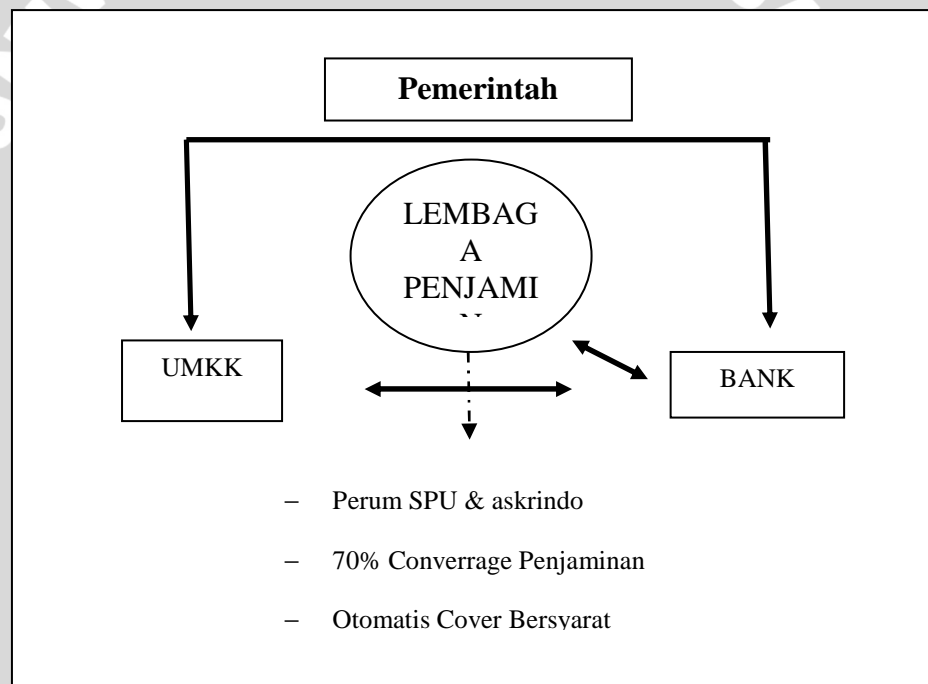 Pemerintah
LEMBAG
A
PENJAMI
N
UMKK
BANK
– Perum SPU & askrindo
– 70% Converrage Penjaminan
– Otomatis Cover Bersyarat